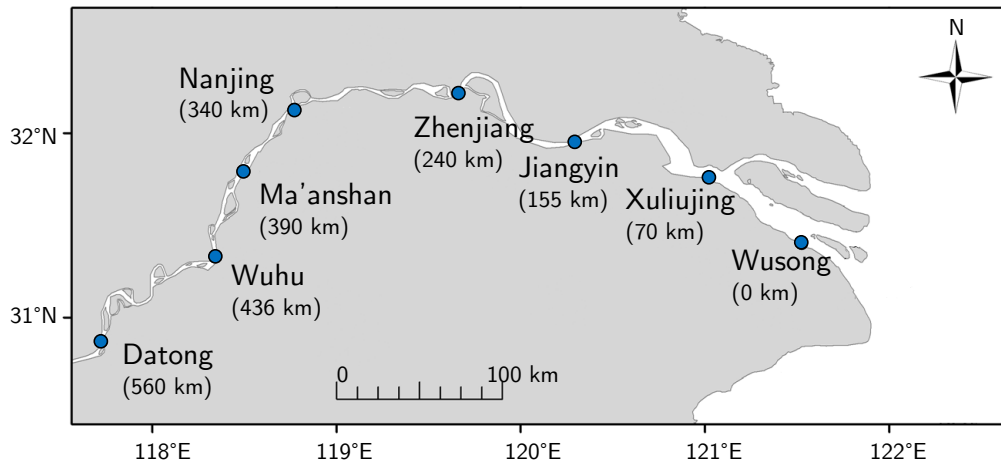 N
Nanjing
(340 km)
Zhenjiang
(240 km)
32°N
Jiangyin
(155 km)
Ma'anshan
(390 km)
Xuliujing
(70 km)
Wusong
(0 km)
Wuhu
(436 km)
31°N
Datong
(560 km)
0 100 km
118°E 119°E 120°E 121°E 122°E